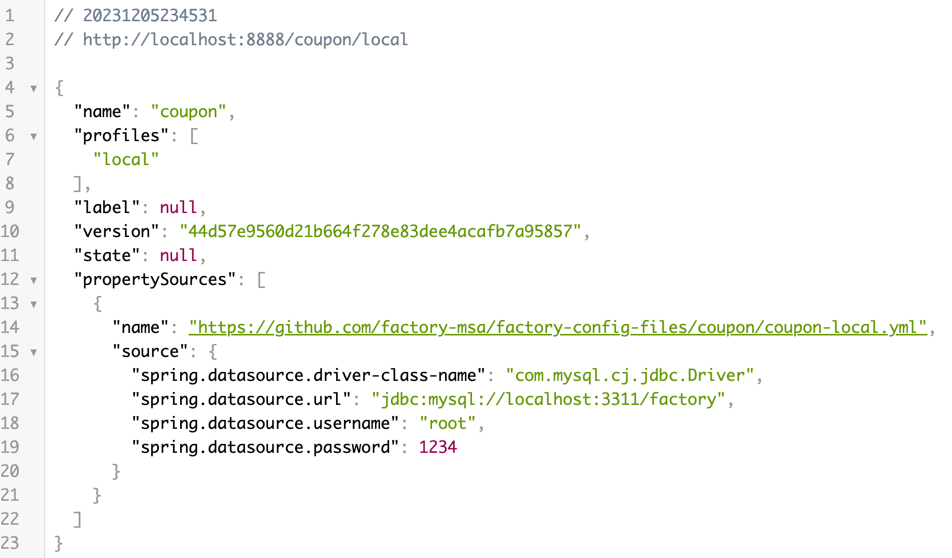 1 // 20231205234531
2 // http://localhost:8888/coupon/local
3
4 {
5 "name": "coupon",
6 "profiles": [
7 "local"
8 ],
9 "label": null,
10 "version": "44d57e9560d21b664f278e83dee4acafb7a95857",
11 "state": null,
12 "propertySources": [
13 {
14 "name": "https://github.com/factory-msa/factory-config-files/coupon/coupon-local.yml",
15 "source": {
16 "spring.datasource.driver-class-name": "com.mysql.cj.jdbc.Driver",
17 "spring.datasource.url": "jdbc:mysql://localhost:3311/factory",
18 "spring.datasource.username": "root",
19 "spring.datasource.password": 1234
20 }
21 }
22 ]
23 }